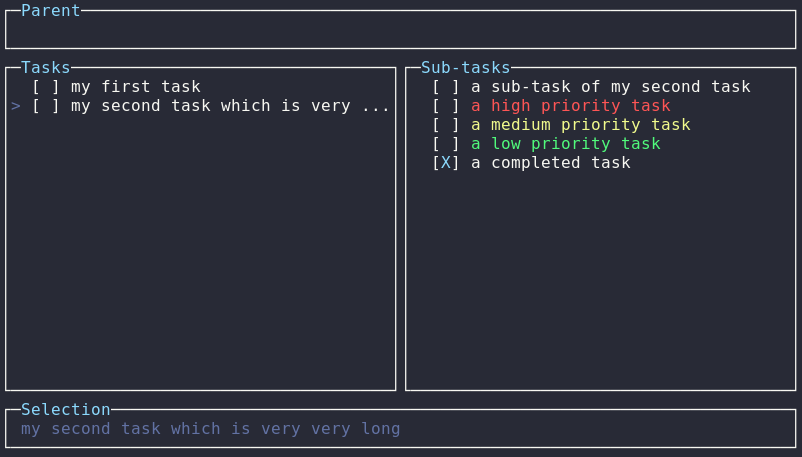 Parent
Tasks
[ ] my first task
> [ ] my second task which is very ...
Sub-tasks
[ ] a sub-task of my second task
[ ] a high priority task
[ ] a medium priority task
[ ] a low priority task
[X] a completed task
Selection
my second task which is very very long